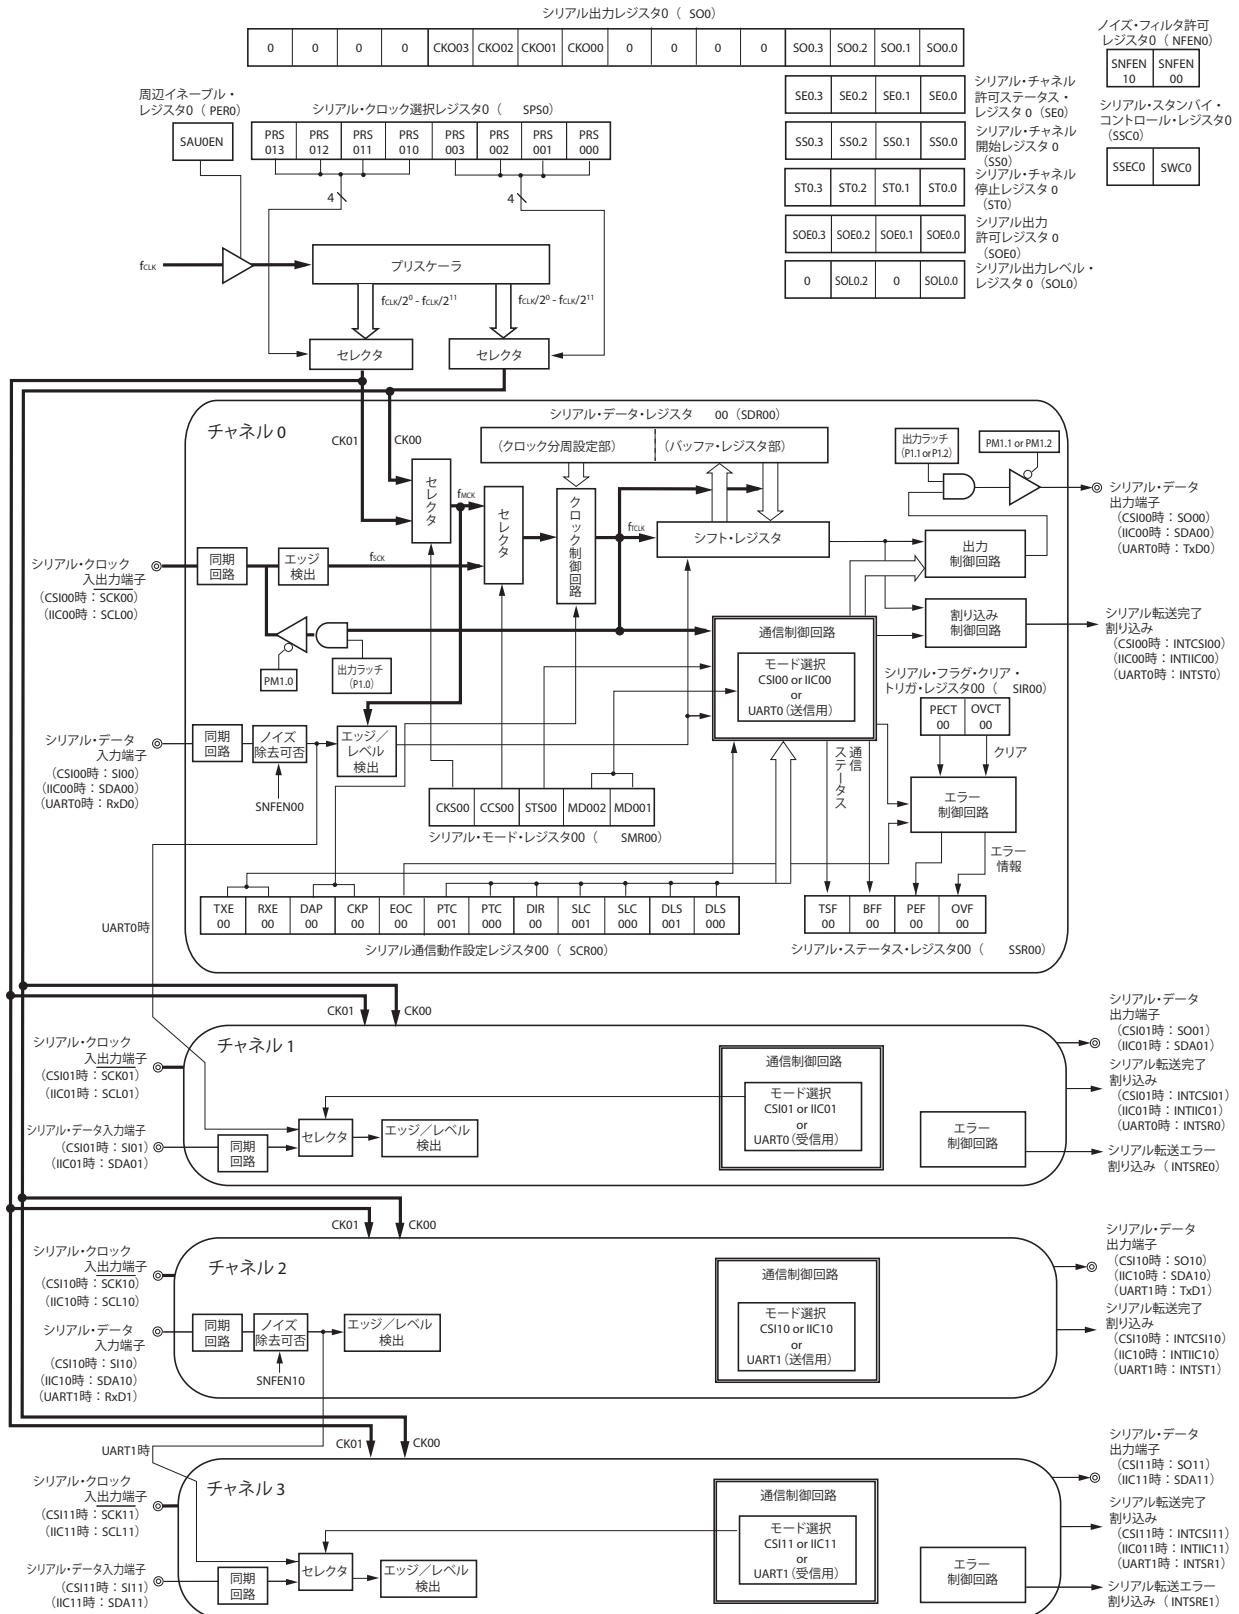 シリアル出力レジスタ0（ SO0）
0 0 0 0 CKO03 CKO02 CKO01 CKO00 0 0 0 0 SO0.3 SO0.2 SO0.1 SO0.0
ノイズ・フィルタ許可
レジスタ0（ NFEN0）
SNFEN
10
SNFEN
00
周辺イネーブル・
レジスタ0（ PER0）
SAU0EN
シリアル・クロック選択レジスタ0（ SPS0）
PRS
013
PRS
012
PRS
011
PRS
010
PRS
003
PRS
002
PRS
001
PRS
000
4
4
SE0.3 SE0.2 SE0.1 SE0.0
シリアル・チャネル
許可ステータス・
レジスタ 0（SE0）
SS0.3 SS0.2 SS0.1 SS0.0
シリアル・チャネル
開始レジスタ 0
（SS0）
ST0.3 ST0.2 ST0.1 ST0.0
シリアル・チャネル
停止レジスタ 0
（ST0）
SOE0.3 SOE0.2 SOE0.1 SOE0.0
シリアル出力
許可レジスタ 0
（SOE0）
0 SOL0.2 0 SOL0.0
シリアル出力レベル・
レジスタ 0（SOL0）
シリアル・スタンバイ・
コントロール・レジスタ0
（SSC0）
SSEC0 SWC0
fCLK
プリスケーラ
fCLK/2⁰ - fCLK/2¹¹
fCLK/2⁰ - fCLK/2¹¹
セレクタ
セレクタ
チャネル 0
CK01
CK00
シリアル・データ・レジスタ 00（SDR00）
（クロック分周設定部）
（バッファ・レジスタ部）
出力ラッチ
（P1.1 or P1.2）
PM1.1 or PM1.2
セレクタ
fMCK
セレクタ
クロック制御回路
fTCLK
シフト・レジスタ
出力
制御回路
シリアル・データ
出力端子
（CSI00時：SO00）
（IIC00時：SDA00）
（UART0時：TxD0）
シリアル・クロック
入出力端子
（CSI00時：SCK00）
（IIC00時：SCL00）
同期
回路
エッジ
検出
fSCK
PM1.0
出力ラッチ
（P1.0）
通信制御回路
モード選択
CSI00 or IIC00
or
UART0（送信用）
割り込み
制御回路
シリアル転送完了
割り込み
（CSI00時：INTCSI00）
（IIC00時：INTIIC00）
（UART0時：INTST0）
シリアル・フラグ・クリア・
トリガ・レジスタ00（ SIR00）
PECT
00
OVCT
00
クリア
シリアル・データ
入力端子
（CSI00時：SI00）
（IIC00時：SDA00）
（UART0時：RxD0）
同期
回路
ノイズ
除去可否
SNFEN00
エッジ／
レベル
検出
通信
ステータス
エラー
制御回路
エラー
情報
CKS00 CCS00 STS00 MD002 MD001
シリアル・モード・レジスタ00（ SMR00）
UART0時
TXE
00
RXE
00
DAP
00
CKP
00
EOC
00
PTC
001
PTC
000
DIR
00
SLC
001
SLC
000
DLS
001
DLS
000
シリアル通信動作設定レジスタ00（ SCR00）
TSF
00
BFF
00
PEF
00
OVF
00
シリアル・ステータス・レジスタ00（ SSR00）
CK01
CK00
チャネル 1
シリアル・クロック
入出力端子
（CSI01時：SCK01）
（IIC01時：SCL01）
シリアル・データ入力端子
（CSI01時：SI01）
（IIC01時：SDA01）
同期
回路
セレクタ
エッジ／レベル
検出
通信制御回路
モード選択
CSI01 or IIC01
or
UART0（受信用）
エラー
制御回路
シリアル・データ
出力端子
（CSI01時：SO01）
（IIC01時：SDA01）
シリアル転送完了
割り込み
（CSI01時：INTCSI01）
（IIC01時：INTIIC01）
（UART0時：INTSR0）
シリアル転送エラー
割り込み（ INTSRE0）
CK01
CK00
チャネル 2
シリアル・クロック
入出力端子
（CSI10時：SCK10）
（IIC10時：SCL10）
シリアル・データ
入力端子
（CSI10時：SI10）
（IIC10時：SDA10）
（UART1時：RxD1）
同期
回路
ノイズ
除去可否
SNFEN10
エッジ／レベル
検出
通信制御回路
モード選択
CSI10 or IIC10
or
UART1（送信用）
シリアル・データ
出力端子
（CSI10時：SO10）
（IIC10時：SDA10）
（UART1時：TxD1）
シリアル転送完了
割り込み
（CSI10時：INTCSI10）
（IIC10時：INTIIC10）
（UART1時：INTST1）
UART1時
CK01
CK00
チャネル 3
シリアル・クロック
入出力端子
（CSI11時：SCK11）
（IIC11時：SCL11）
シリアル・データ入力端子
（CSI11時：SI11）
（IIC11時：SDA11）
同期
回路
セレクタ
エッジ／レベル
検出
通信制御回路
モード選択
CSI11 or IIC11
or
UART1（受信用）
エラー
制御回路
シリアル・データ
出力端子
（CSI11時：SO11）
（IIC11時：SDA11）
シリアル転送完了
割り込み
（CSI11時：INTCSI11）
（IIC011時：INTIIC11）
（UART1時：INTSR1）
シリアル転送エラー
割り込み（ INTSRE1）